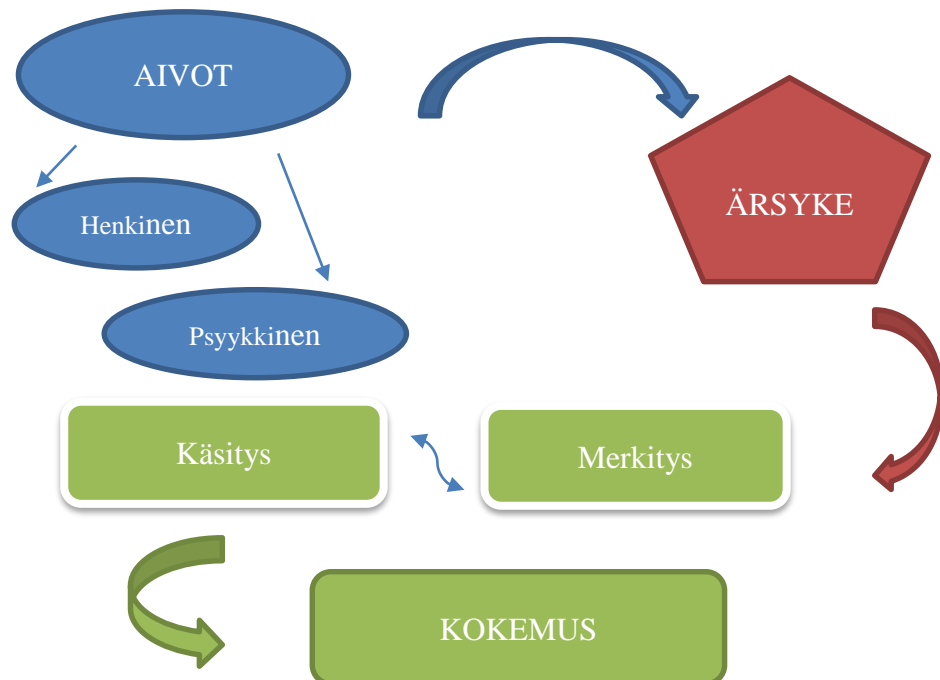 AIVOT
ÄRSYKE
Henkinen
Psyykkinen
Käsitys
Merkitys
KOKEMUS